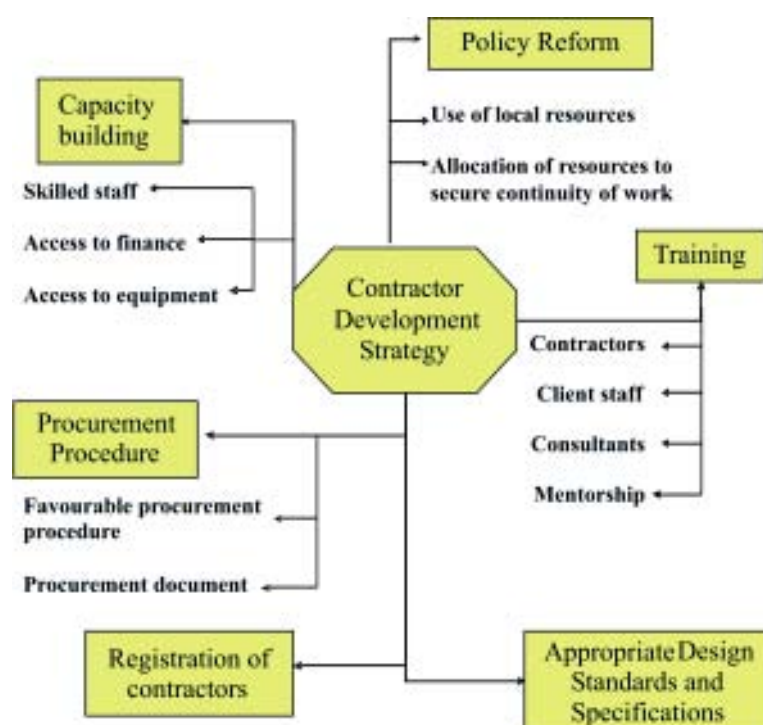 Policy Reform
Use of local resources
Allocation of resources to
secure continuity of work
Capacity
building
Skilled staff
Access to finance
Access to equipment
Contractor
Development
Strategy
Training
Contractors
Client staff
Consultants
Mentorship
Procurement
Procedure
Favourable procurement
procedure
Procurement document
Registration of
contractors
Appropriate Design
Standards and
Specifications